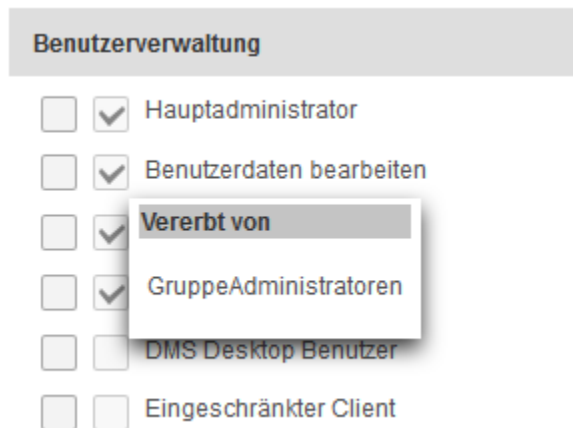 Benutzerverwaltung
Hauptadministrator
Benutzerdaten bearbeiten
Vererbt von
GruppeAdministratoren
DMS Desktop Benutzer
Eingeschränkter Client